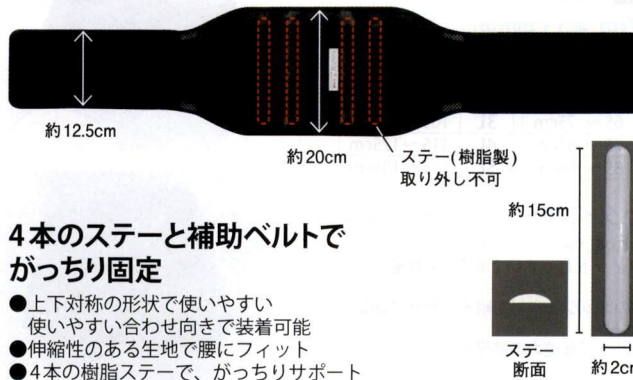 約12.5cm
約20cm
ステー(樹脂製)
取り外し不可
約15cm
4本のステーと補助ベルトで
がっちり固定
●上下対称の形状で使いやすい
使いやすい合わせ向きで装着可能
●伸縮性のある生地で腰にフィット
●4本の樹脂ステーで、がっちりサポート
ステー
断面
約2cm